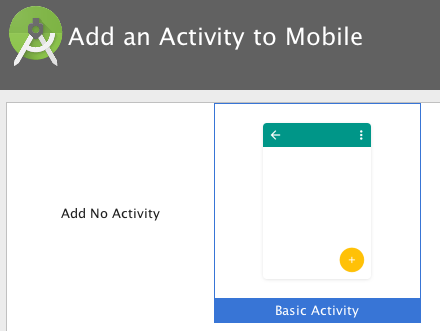 Add an Activity to Mobile
Add No Activity
Basic Activity